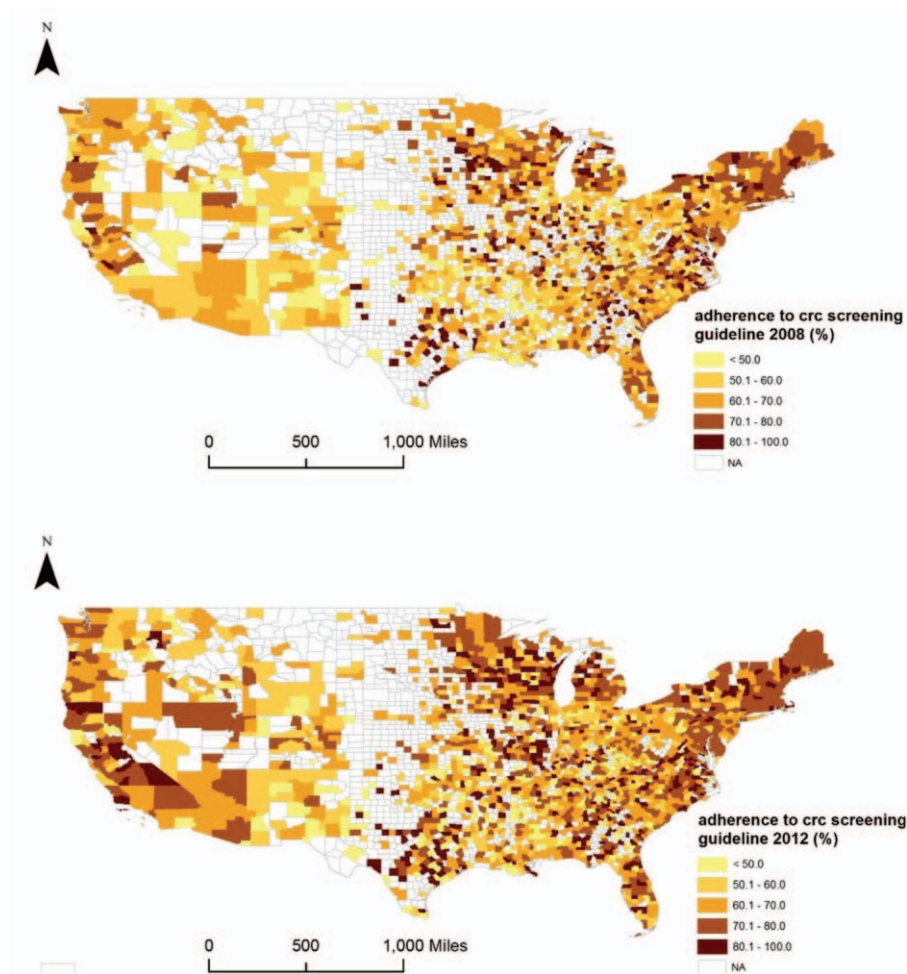 N
adherence to crc screening
guideline 2008 (%)
< 50.0
50.1 - 60.0
60.1 - 70.0
70.1 - 80.0
80.1 - 100.0
NA
0 500 1,000 Miles
N
adherence to crc screening
guideline 2012 (%)
< 50.0
50.1 - 60.0
60.1 - 70.0
70.1 - 80.0
80.1 - 100.0
NA
0 500 1,000 Miles